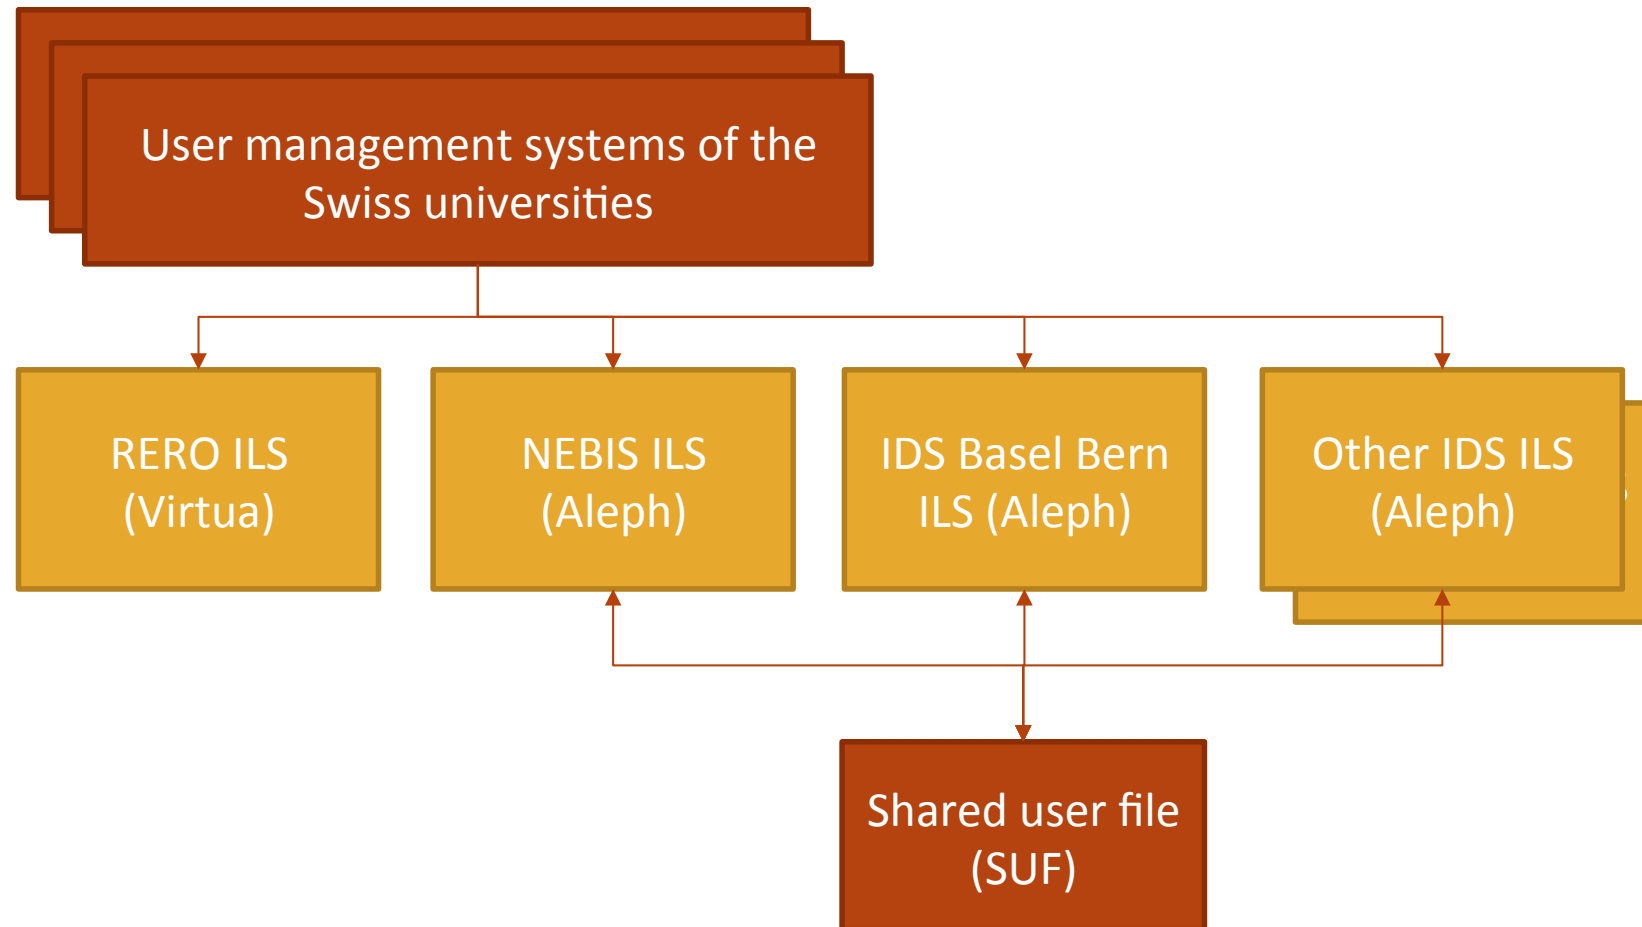 User management systems of the
Swiss universities
RERO ILS
(Virtua)
NEBIS ILS
(Aleph)
IDS Basel Bern
ILS (Aleph)
Other IDS ILS
(Aleph)
Shared user file
(SUF)